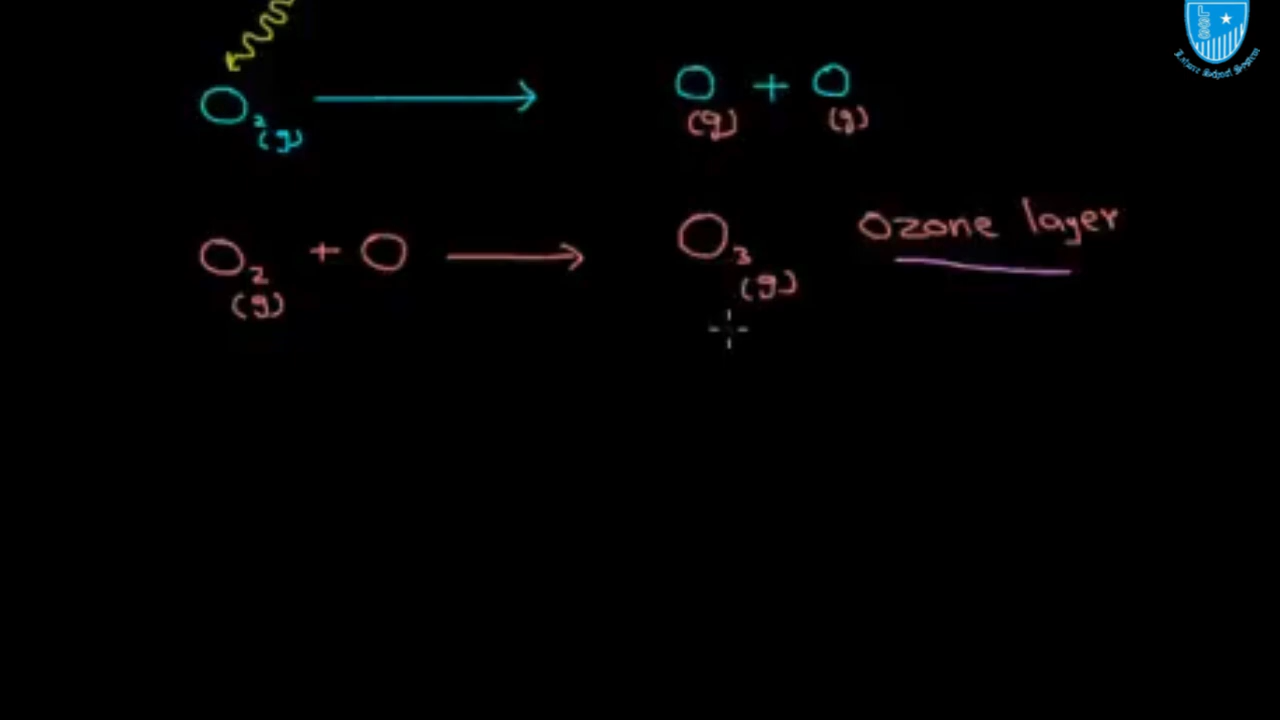 O₂(g) → O(g) + O(g)
O₂(g) + O → O₃(g) Ozone layer